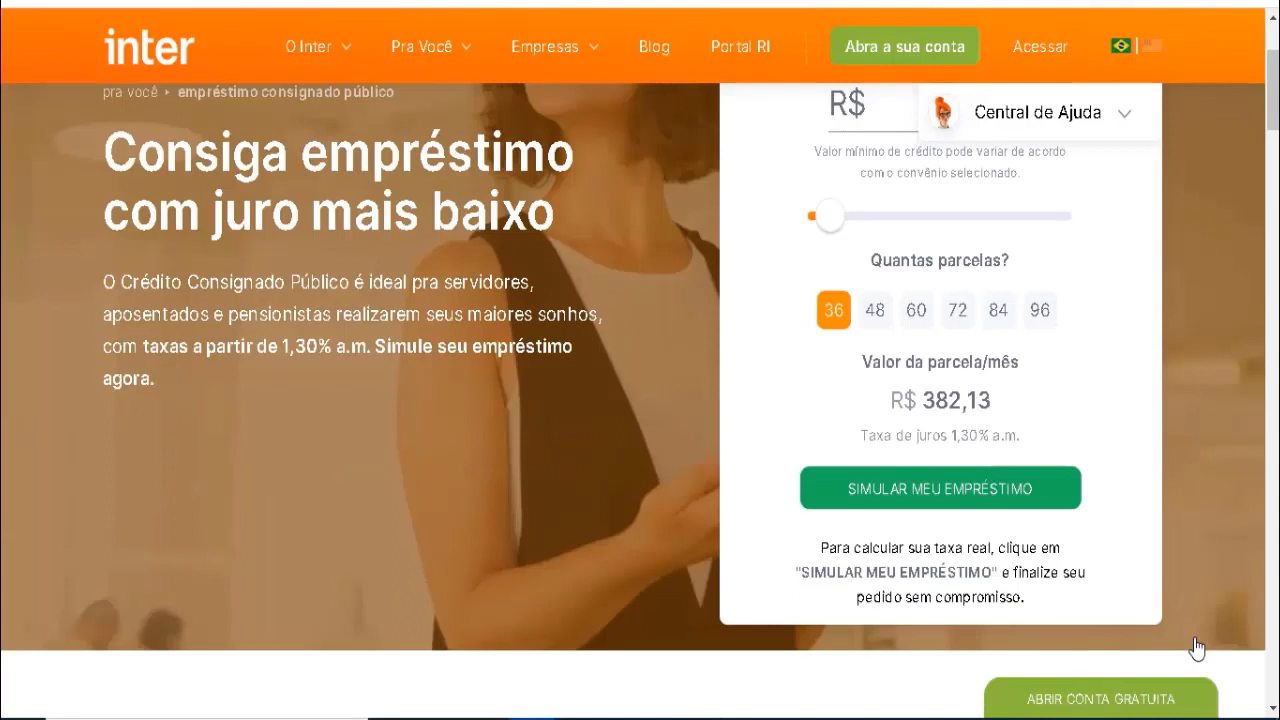 inter
O Inter
Pra Você
Empresas
Blog
Portal RI
Abra a sua conta
Acessar
pra você ▸ empréstimo consignado público
Consiga empréstimo
com juro mais baixo
O Crédito Consignado Público é ideal pra servidores,
aposentados e pensionistas realizarem seus maiores sonhos,
com taxas a partir de 1,30% a.m. Simule seu empréstimo
agora.
R$
Central de Ajuda
Valor mínimo de crédito pode variar de acordo
com o convênio selecionado.
Quantas parcelas?
36 48 60 72 84 96
Valor da parcela/mês
R$ 382,13
Taxa de juros 1,30% a.m.
SIMULAR MEU EMPRÉSTIMO
Para calcular sua taxa real, clique em
"SIMULAR MEU EMPRÉSTIMO" e finalize seu
pedido sem compromisso.
ABRIR CONTA GRATUITA